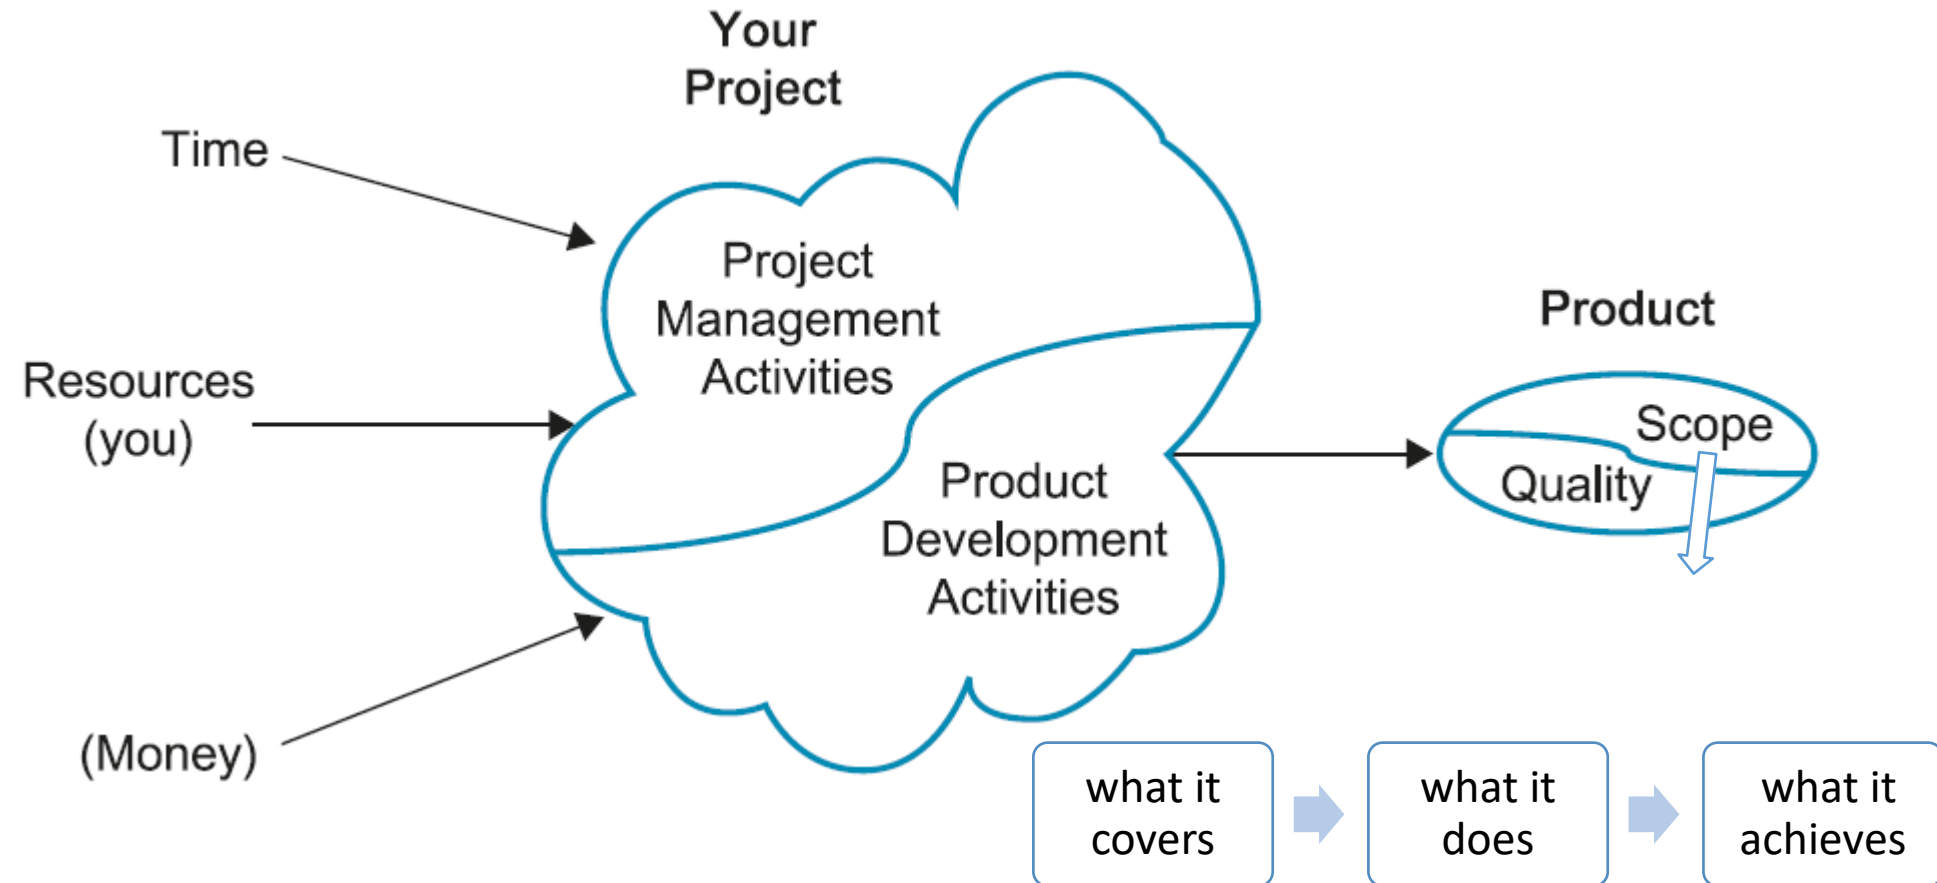 Your
Project
Time
Project
Management
Activities
Resources
(you)
Product
Development
Activities
(Money)
Product
Scope
Quality
what it
covers
what it
does
what it
achieves